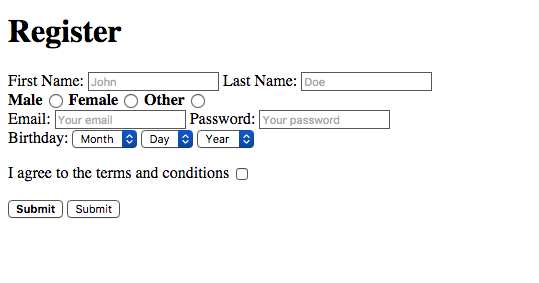 Register
First Name: John Last Name: Doe
Male Female Other
Email: Your email Password: Your password
Birthday: Month Day Year
I agree to the terms and conditions
Submit Submit